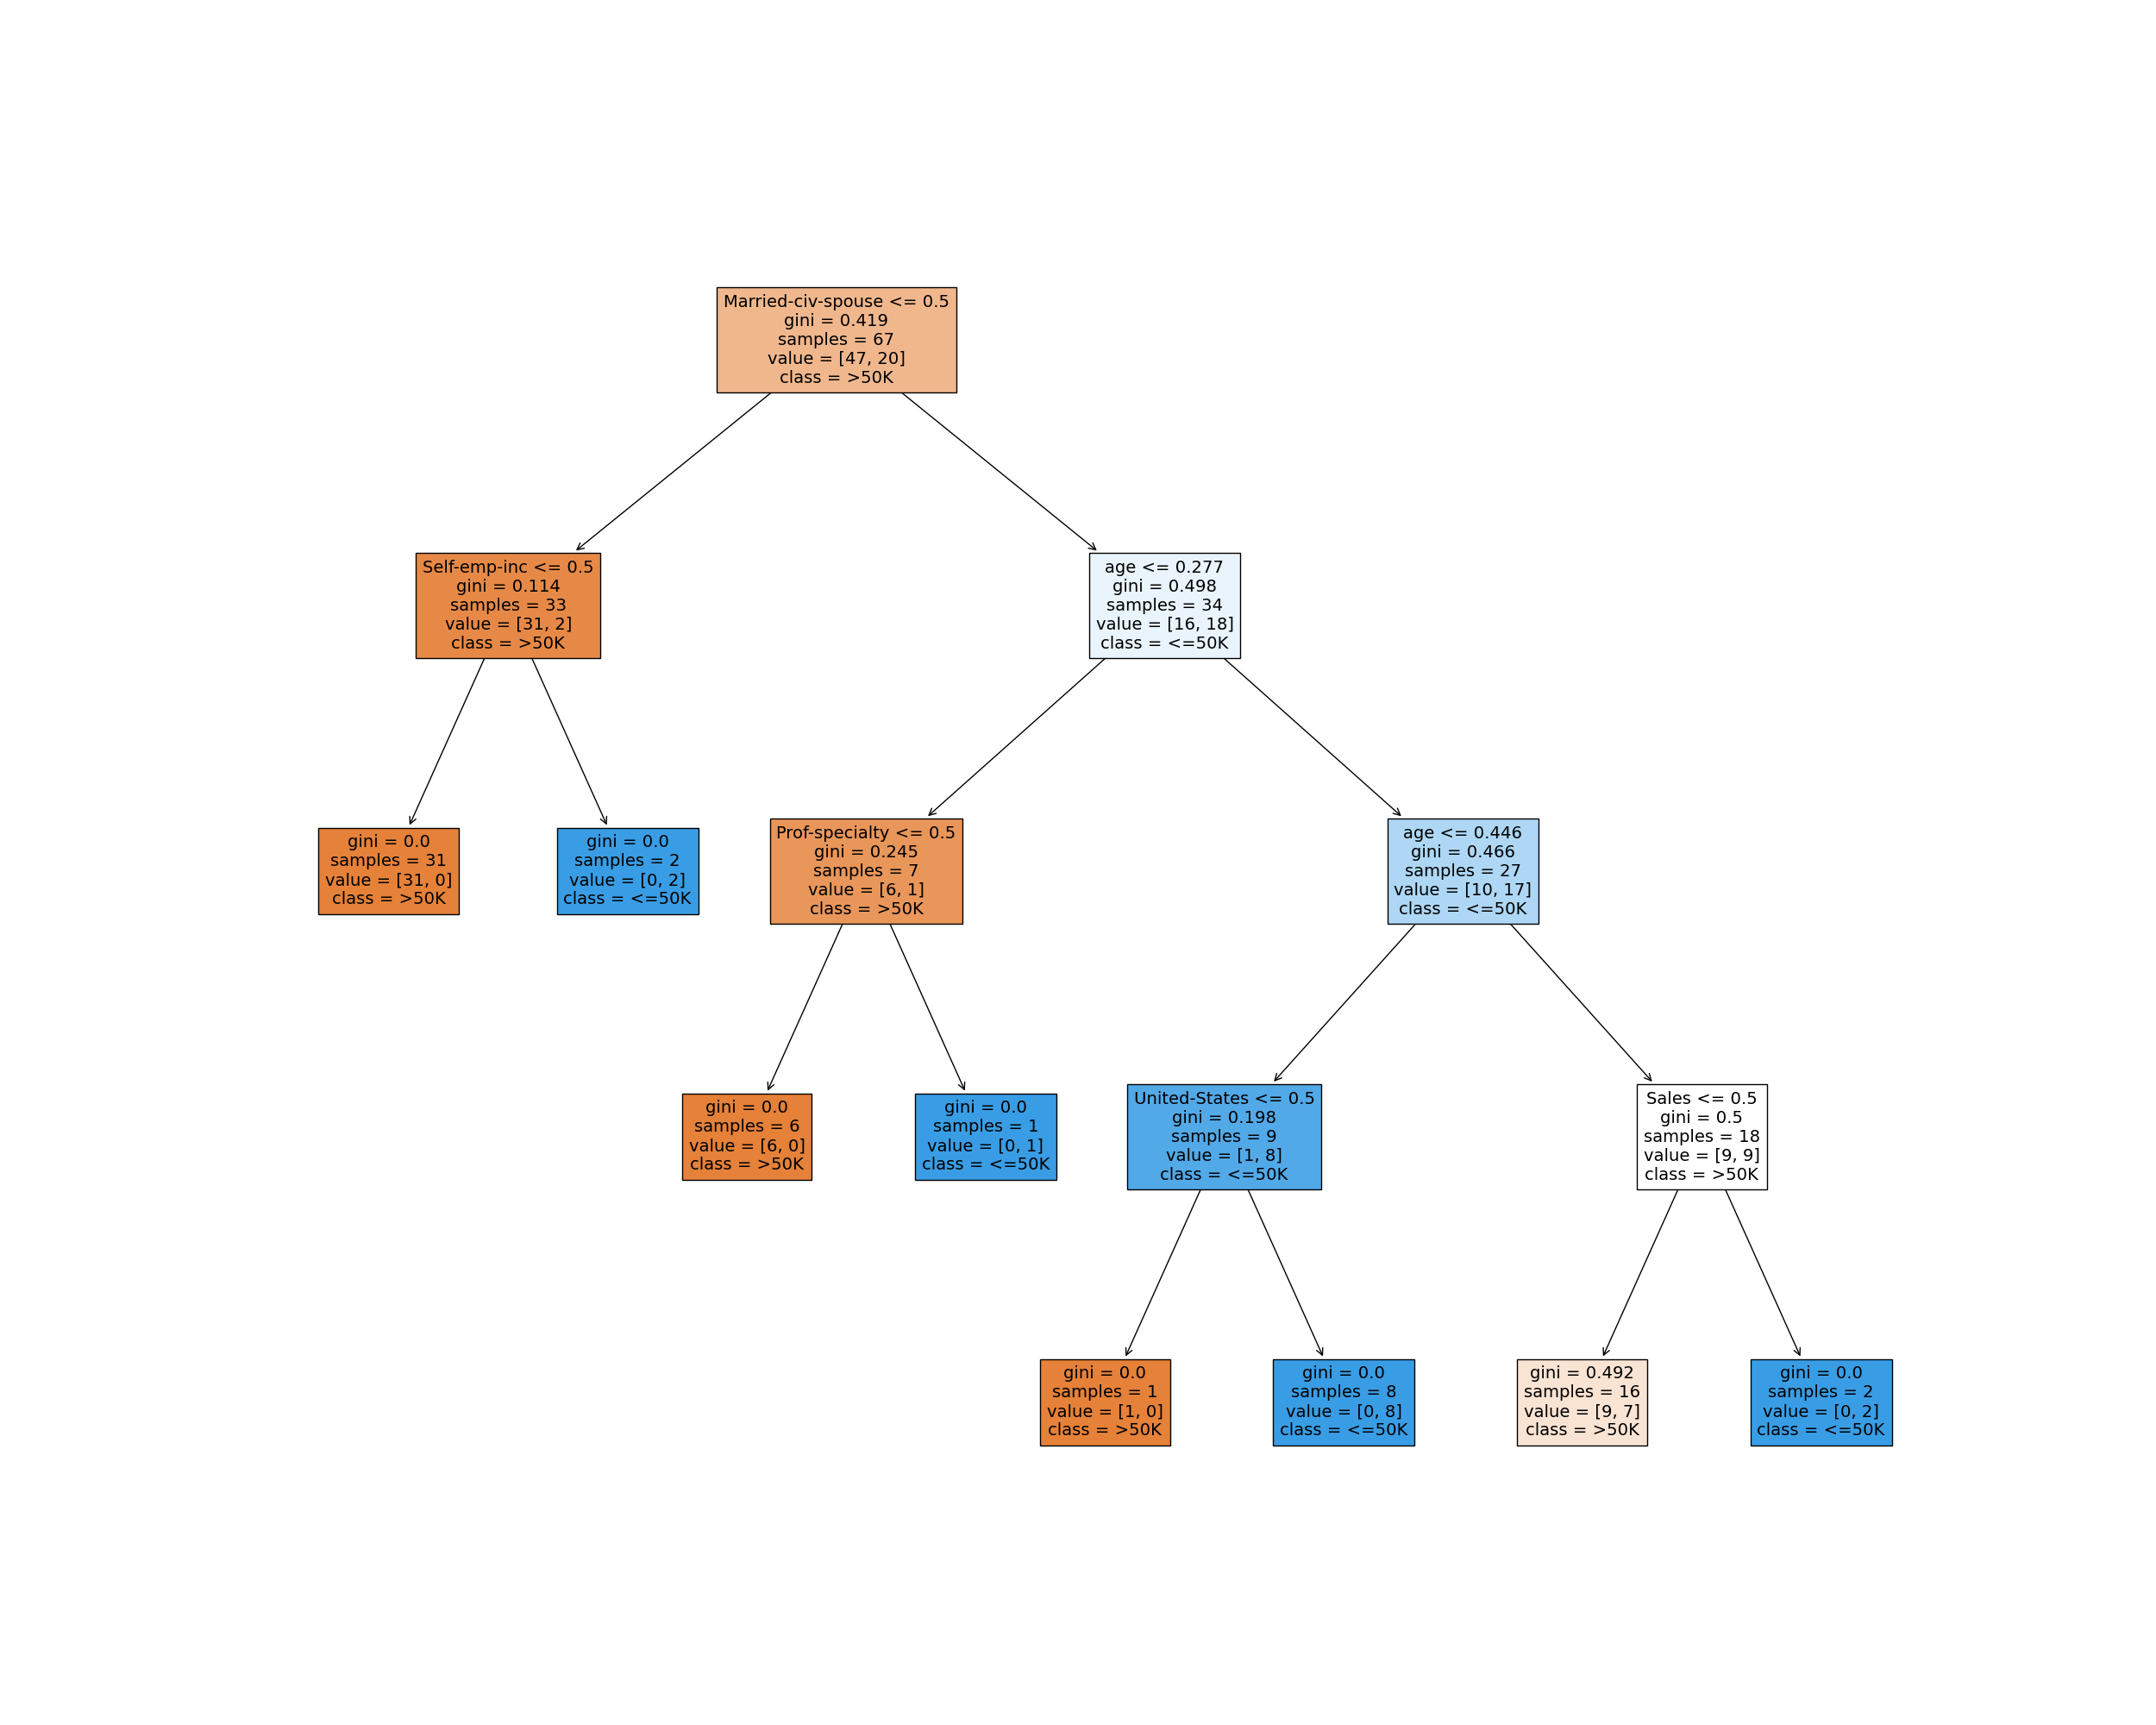 Married-civ-spouse <= 0.5
gini = 0.419
samples = 67
value = [47, 20]
class = >50K
Self-emp-inc <= 0.5
gini = 0.114
samples = 33
value = [31, 2]
class = >50K
age <= 0.277
gini = 0.498
samples = 34
value = [16, 18]
class = <=50K
gini = 0.0
samples = 31
value = [31, 0]
class = >50K
gini = 0.0
samples = 2
value = [0, 2]
class = <=50K
Prof-specialty <= 0.5
gini = 0.245
samples = 7
value = [6, 1]
class = >50K
age <= 0.446
gini = 0.466
samples = 27
value = [10, 17]
class = <=50K
gini = 0.0
samples = 6
value = [6, 0]
class = >50K
gini = 0.0
samples = 1
value = [0, 1]
class = <=50K
United-States <= 0.5
gini = 0.198
samples = 9
value = [1, 8]
class = <=50K
Sales <= 0.5
gini = 0.5
samples = 18
value = [9, 9]
class = >50K
gini = 0.0
samples = 1
value = [1, 0]
class = >50K
gini = 0.0
samples = 8
value = [0, 8]
class = <=50K
gini = 0.492
samples = 16
value = [9, 7]
class = >50K
gini = 0.0
samples = 2
value = [0, 2]
class = <=50K